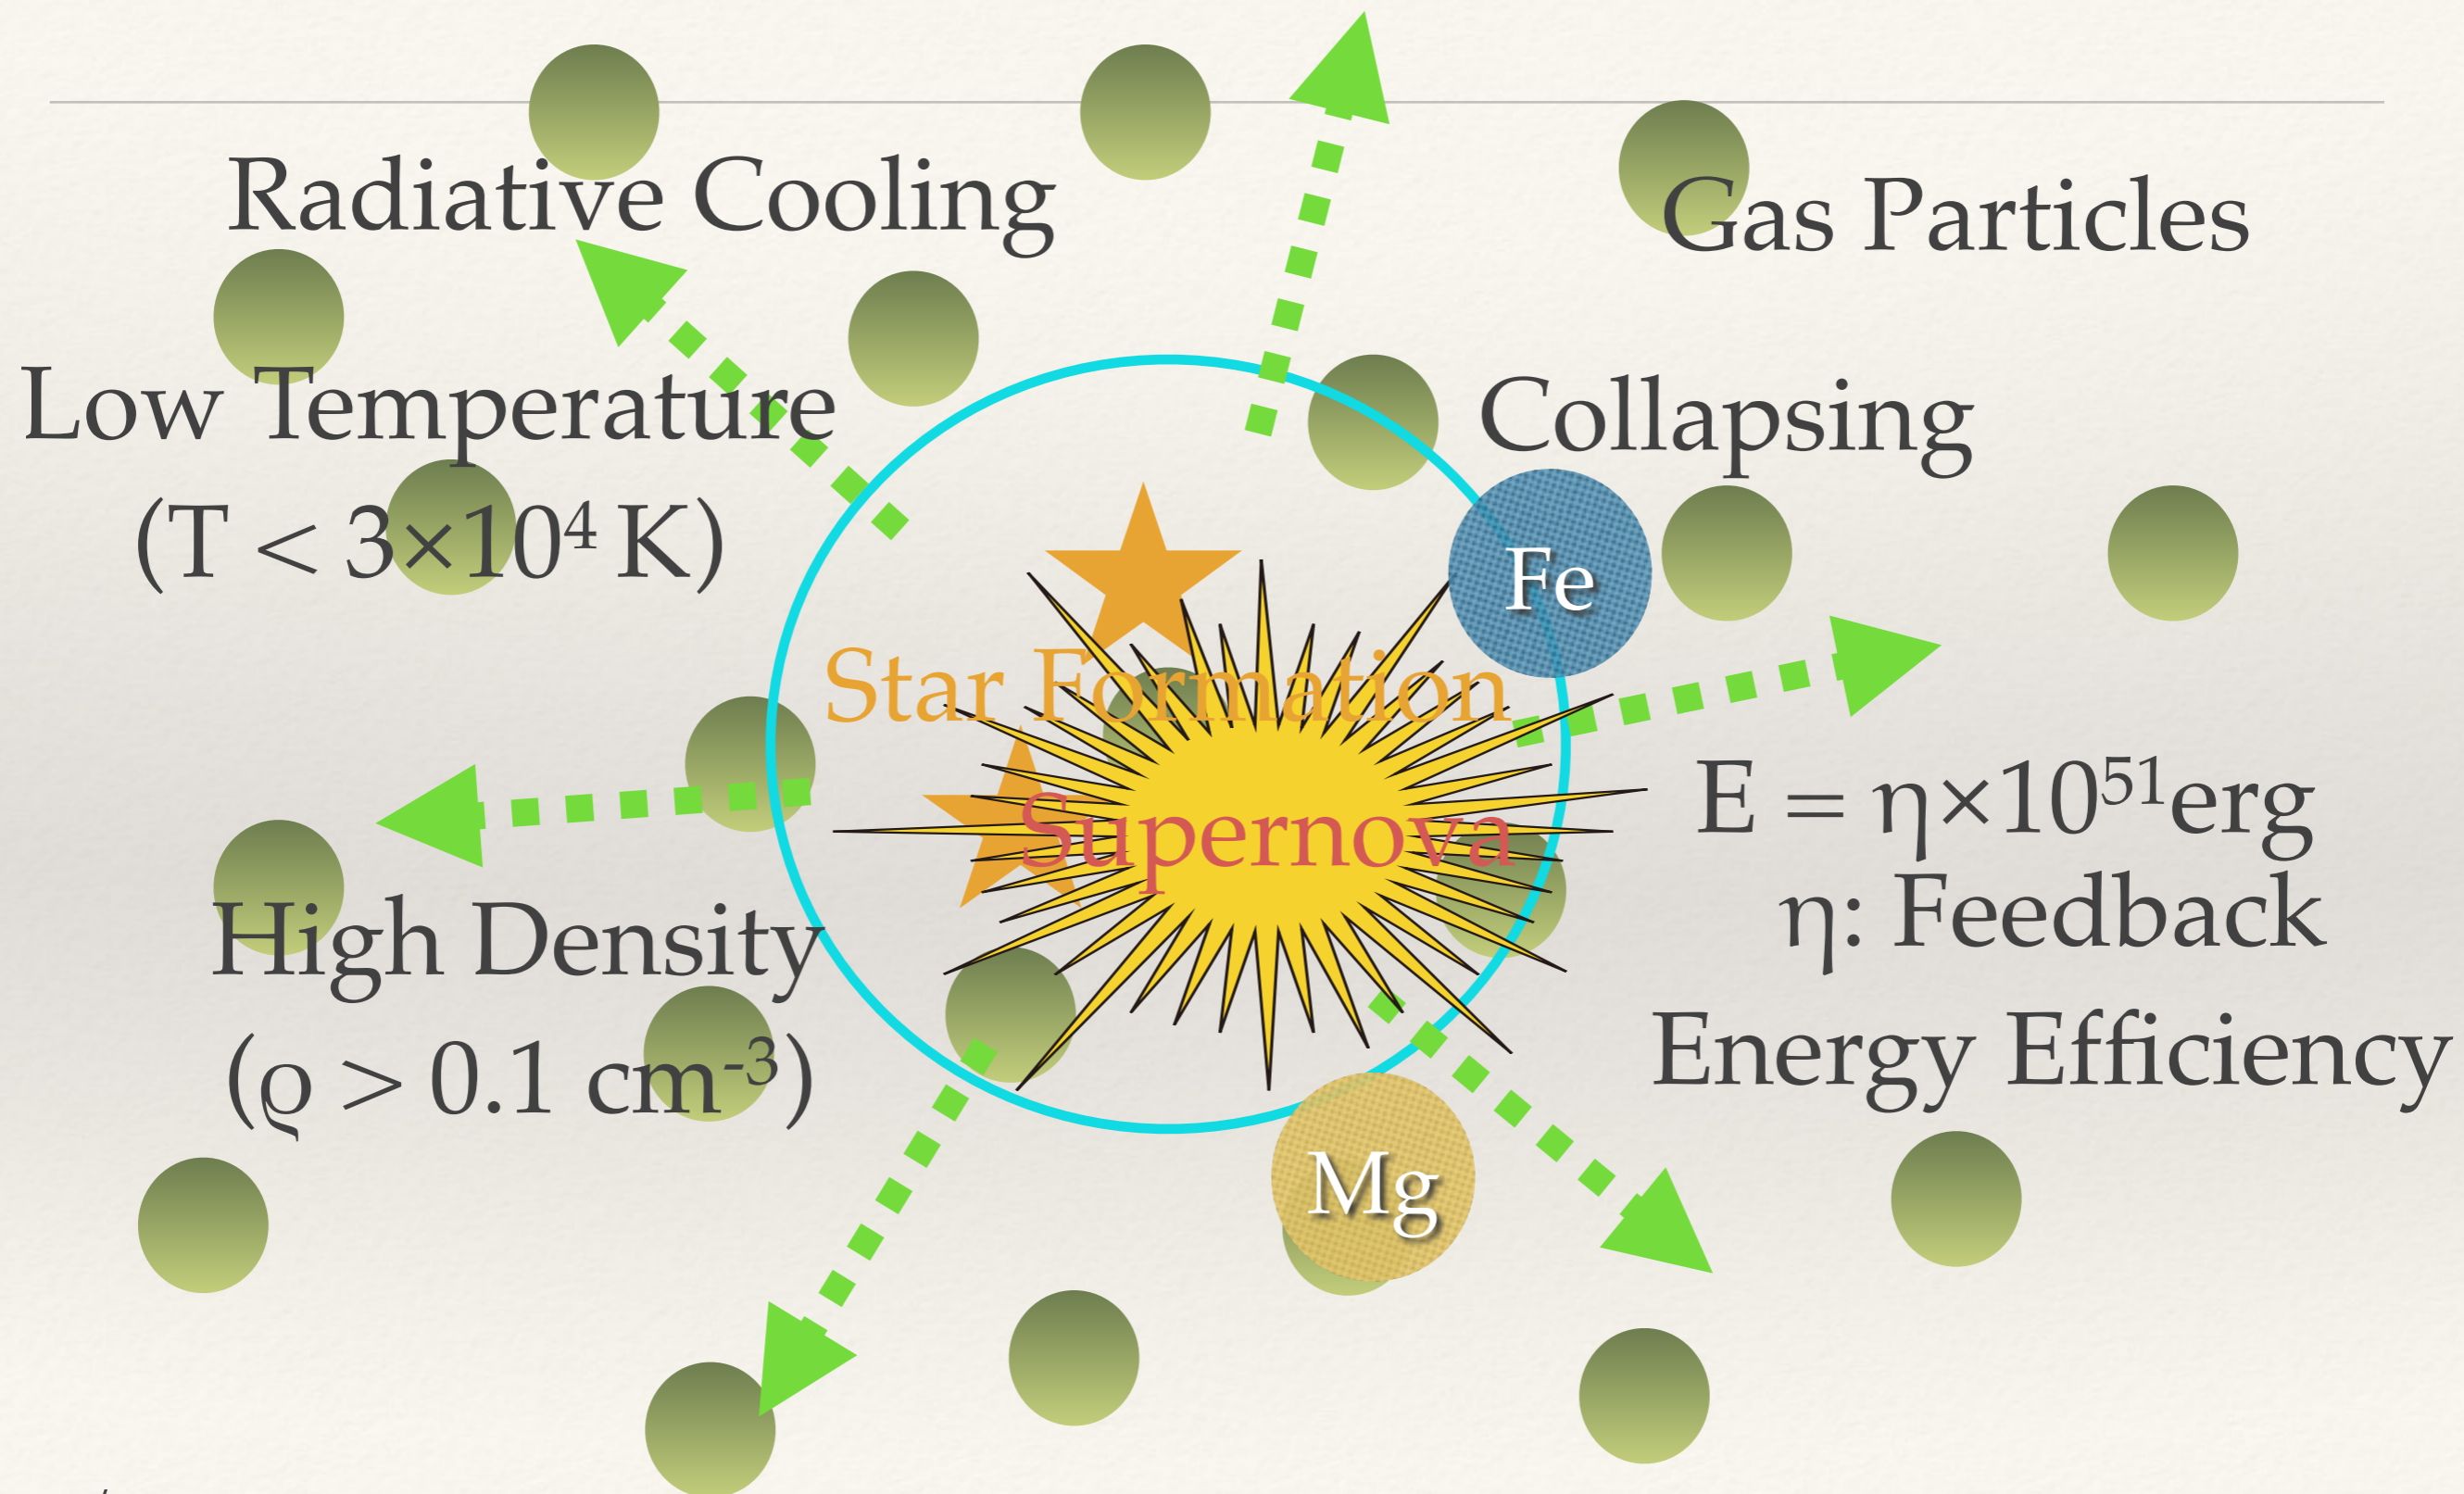 Radiative Cooling
Gas Particles
Low Temperature
(T < 3×10⁴ K)
Collapsing
Fe
Star Formation
Supernova
E = η×10⁵¹erg
η: Feedback
Energy Efficiency
High Density
(ρ > 0.1 cm⁻³)
Mg